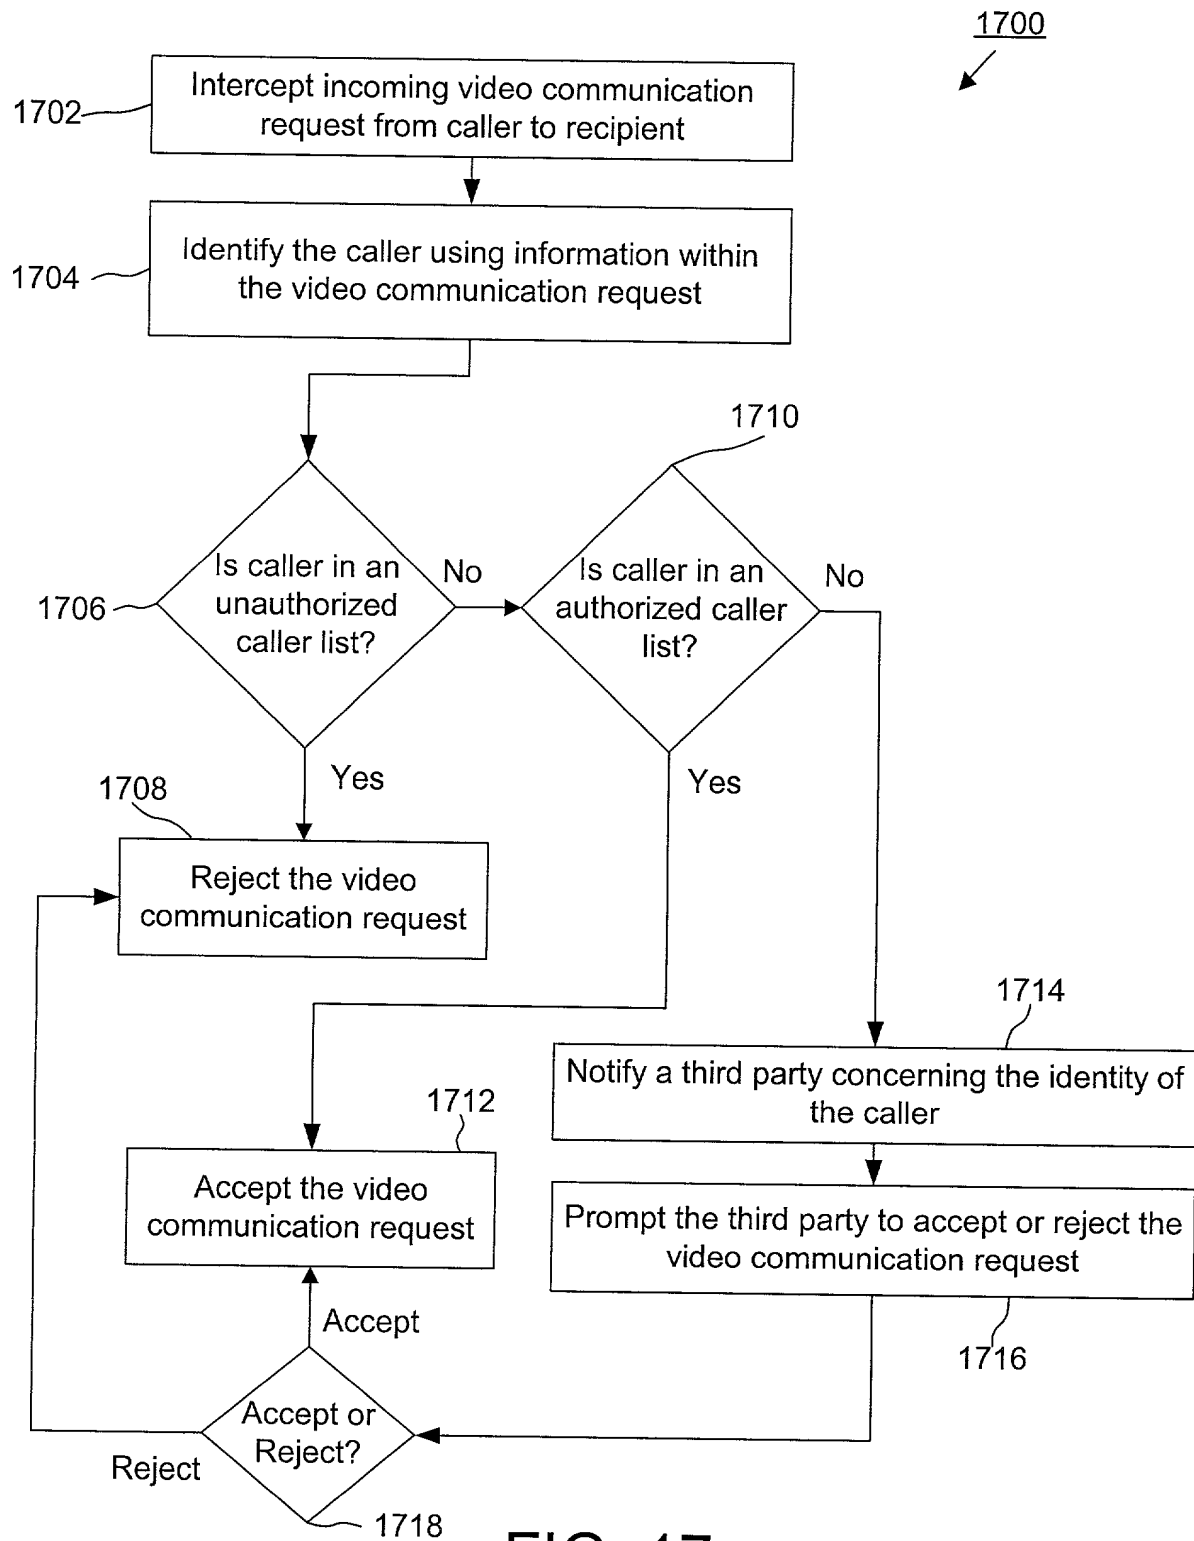 1700
1702
Intercept incoming video communication
request from caller to recipient
1704
Identify the caller using information within
the video communication request
1710
1706
Is caller in an
unauthorized
caller list?
No
Is caller in an
authorized caller
list?
No
Yes
Yes
1708
Reject the video
communication request
1714
Notify a third party concerning the identity of
the caller
1712
Accept the video
communication request
Prompt the third party to accept or reject the
video communication request
1716
Accept
Accept or
Reject?
Reject
1718